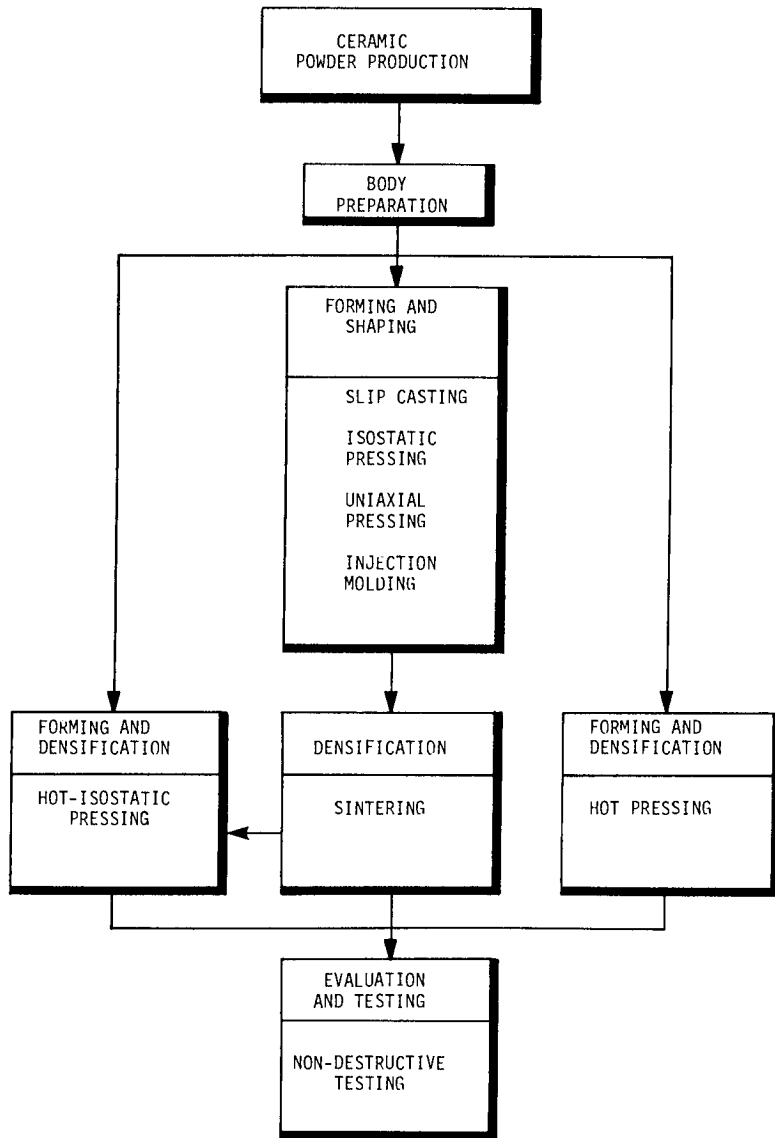 CERAMIC
POWDER PRODUCTION
BODY
PREPARATION
FORMING AND
SHAPING
SLIP CASTING
ISOSTATIC
PRESSING
UNIAXIAL
PRESSING
INJECTION
MOLDING
FORMING AND
DENSIFICATION
HOT-ISOSTATIC
PRESSING
DENSIFICATION
SINTERING
FORMING AND
DENSIFICATION
HOT PRESSING
EVALUATION
AND TESTING
NON-DESTRUCTIVE
TESTING